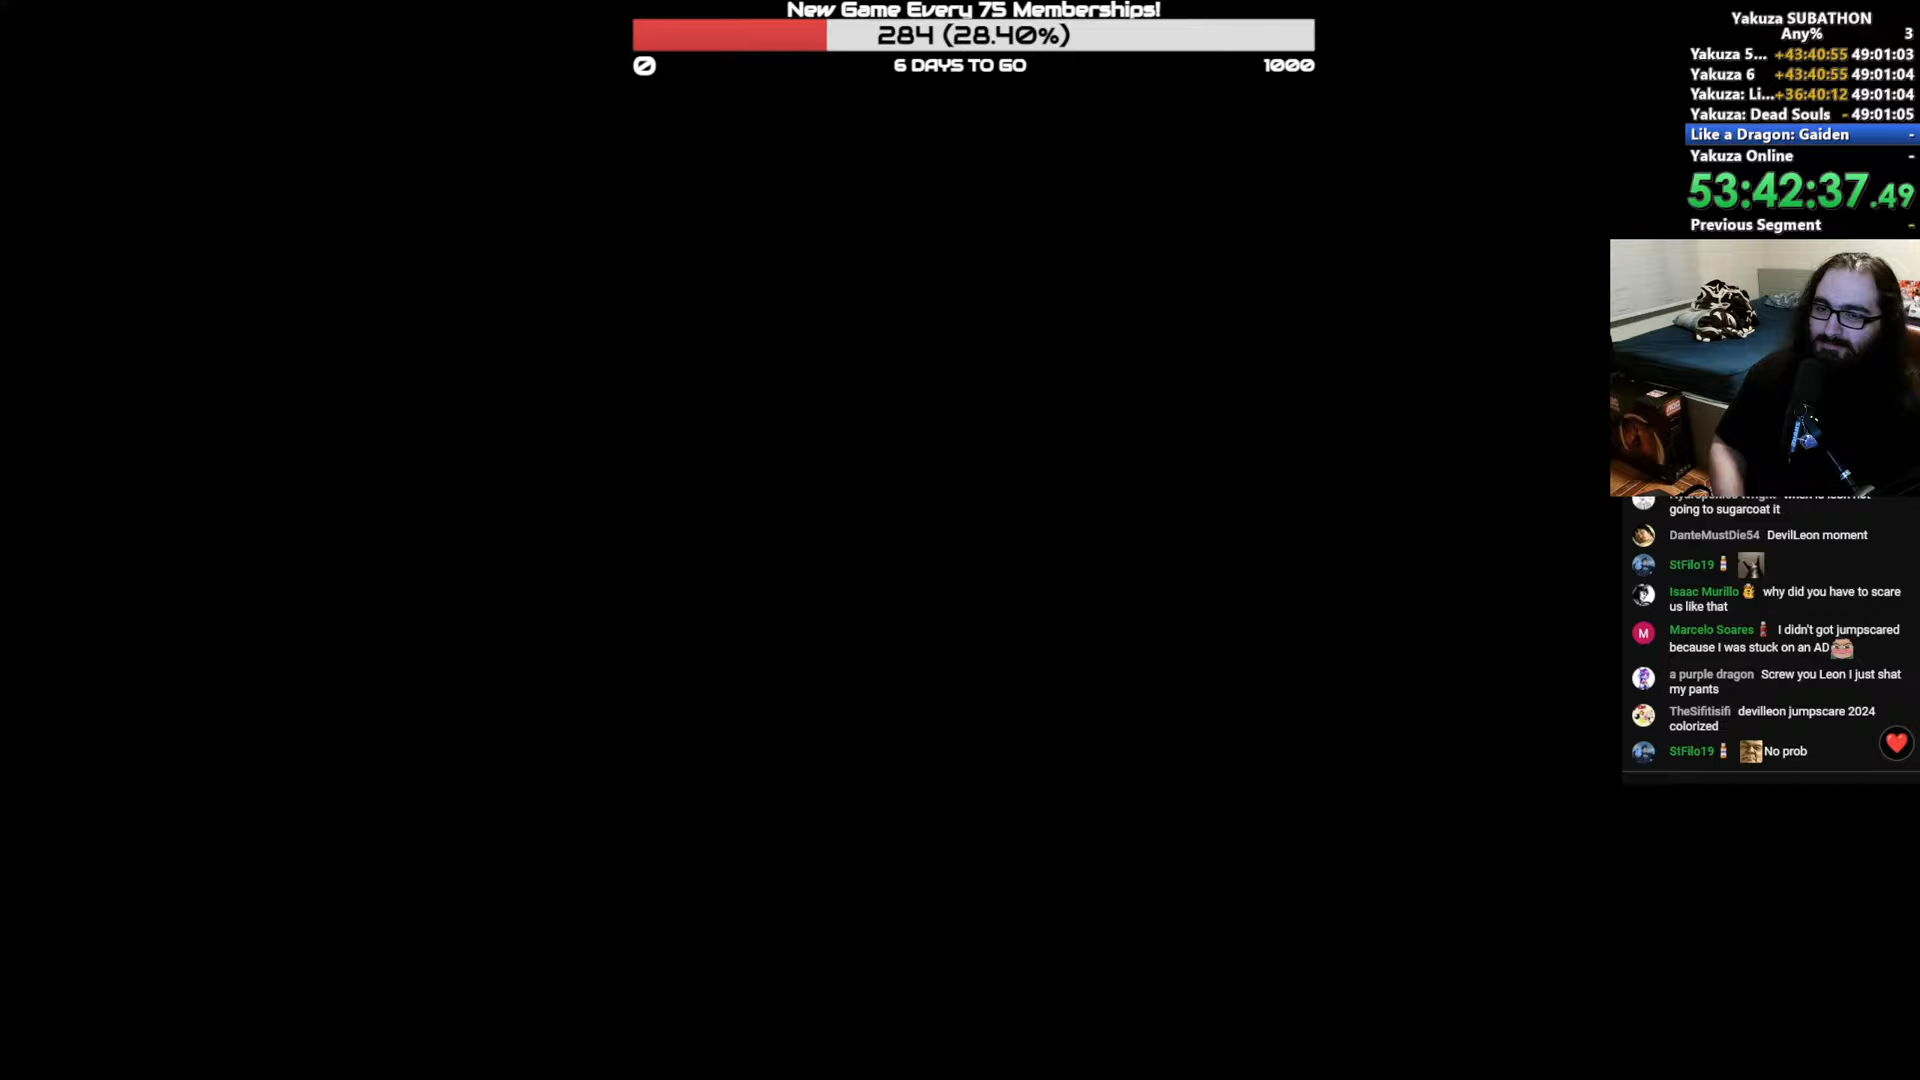 New Game Every 75 Memberships!
284 (28.40%)
0
6 DAYS TO GO
1000
Yakuza SUBATHON
Any%
3
Yakuza 5... +43:40:55 49:01:03
Yakuza 6 +43:40:55 49:01:04
Yakuza: Li...+36:40:12 49:01:04
Yakuza: Dead Souls - 49:01:05
Like a Dragon: Gaiden -
Yakuza Online -
53:42:37.49
Previous Segment -
going to sugarcoat it
DanteMustDie54 DevilLeon moment
StFilo19
Isaac Murillo why did you have to scare
us like that
M
Marcelo Soares I didn't got jumpscared
because I was stuck on an AD
a purple dragon Screw you Leon I just shat
my pants
TheSifitisifi devilleon jumpscare 2024
colorized
StFilo19 No prob